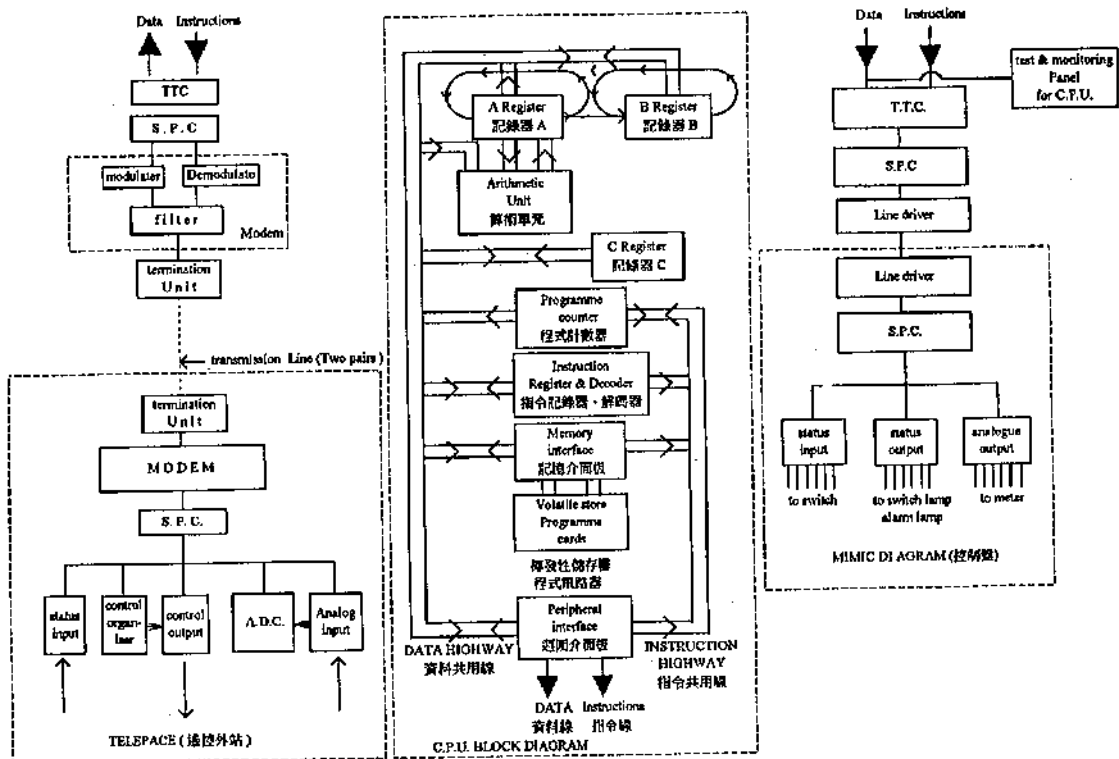 Data
Instructions
TTC
S.P.C
modulater
Demodulato
filter
Modem
termination
Unit
transmission Line (Two pairs)
termination
Unit
MODEM
S.P.C.
status
input
control
organ-
iser
control
output
A.D.C.
Analog
input
TELEPACE (遙控外站)
A Register
記錄器 A
B Register
記錄器 B
Arithmetic
Unit
算術單元
C Register
記錄器 C
Programme
counter
程式計數器
Instruction
Register & Decoder
指令記錄器、解碼器
Memory
interface
記憶介面板
Volatile store
Programme
cards
揮發性儲存器
程式
Peripheral
interface
週圍介面板
DATA HIGHWAY
資料共用線
INSTRUCTION
HIGHWAY
指令共用線
DATA
資料線
Instructions
指令線
C.P.U. BLOCK DIAGRAM
Data
Instructions
test & monitoring
Panel
for C.P.U.
T.T.C.
S.P.C
Line driver
Line driver
S.P.C.
status
input
status
output
analogue
output
to switch
to switch lamp
alarm lamp
to meter
MIMIC DI AGRAM (控制盤)